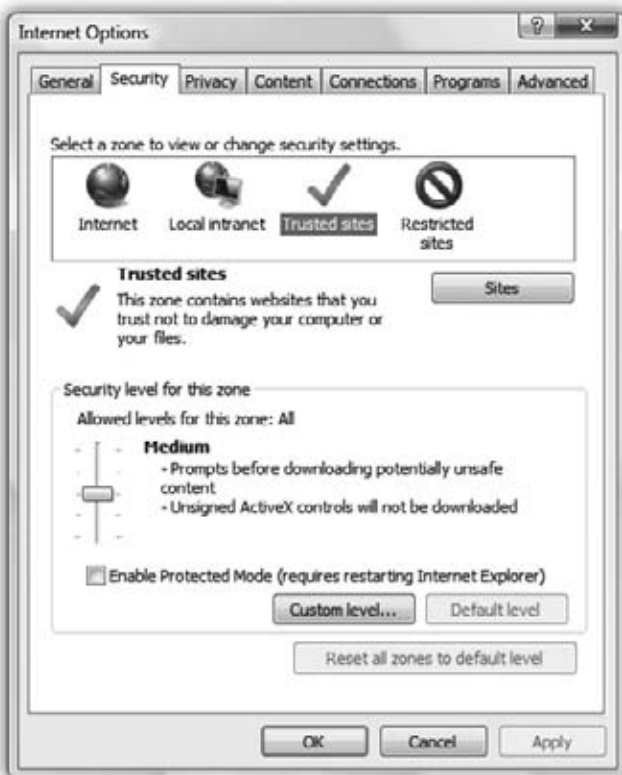 Internet Options
General Security Privacy Content Connections Programs Advanced
Select a zone to view or change security settings.
Internet Local intranet Trusted sites Restricted sites
Trusted sites
Sites
This zone contains websites that you
trust not to damage your computer or
your files.
Security level for this zone
Allowed levels for this zone: All
Medium
- Prompts before downloading potentially unsafe
content
- Unsigned ActiveX controls will not be downloaded
Enable Protected Mode (requires restarting Internet Explorer)
Custom level... Default level
Reset all zones to default level
OK Cancel Apply